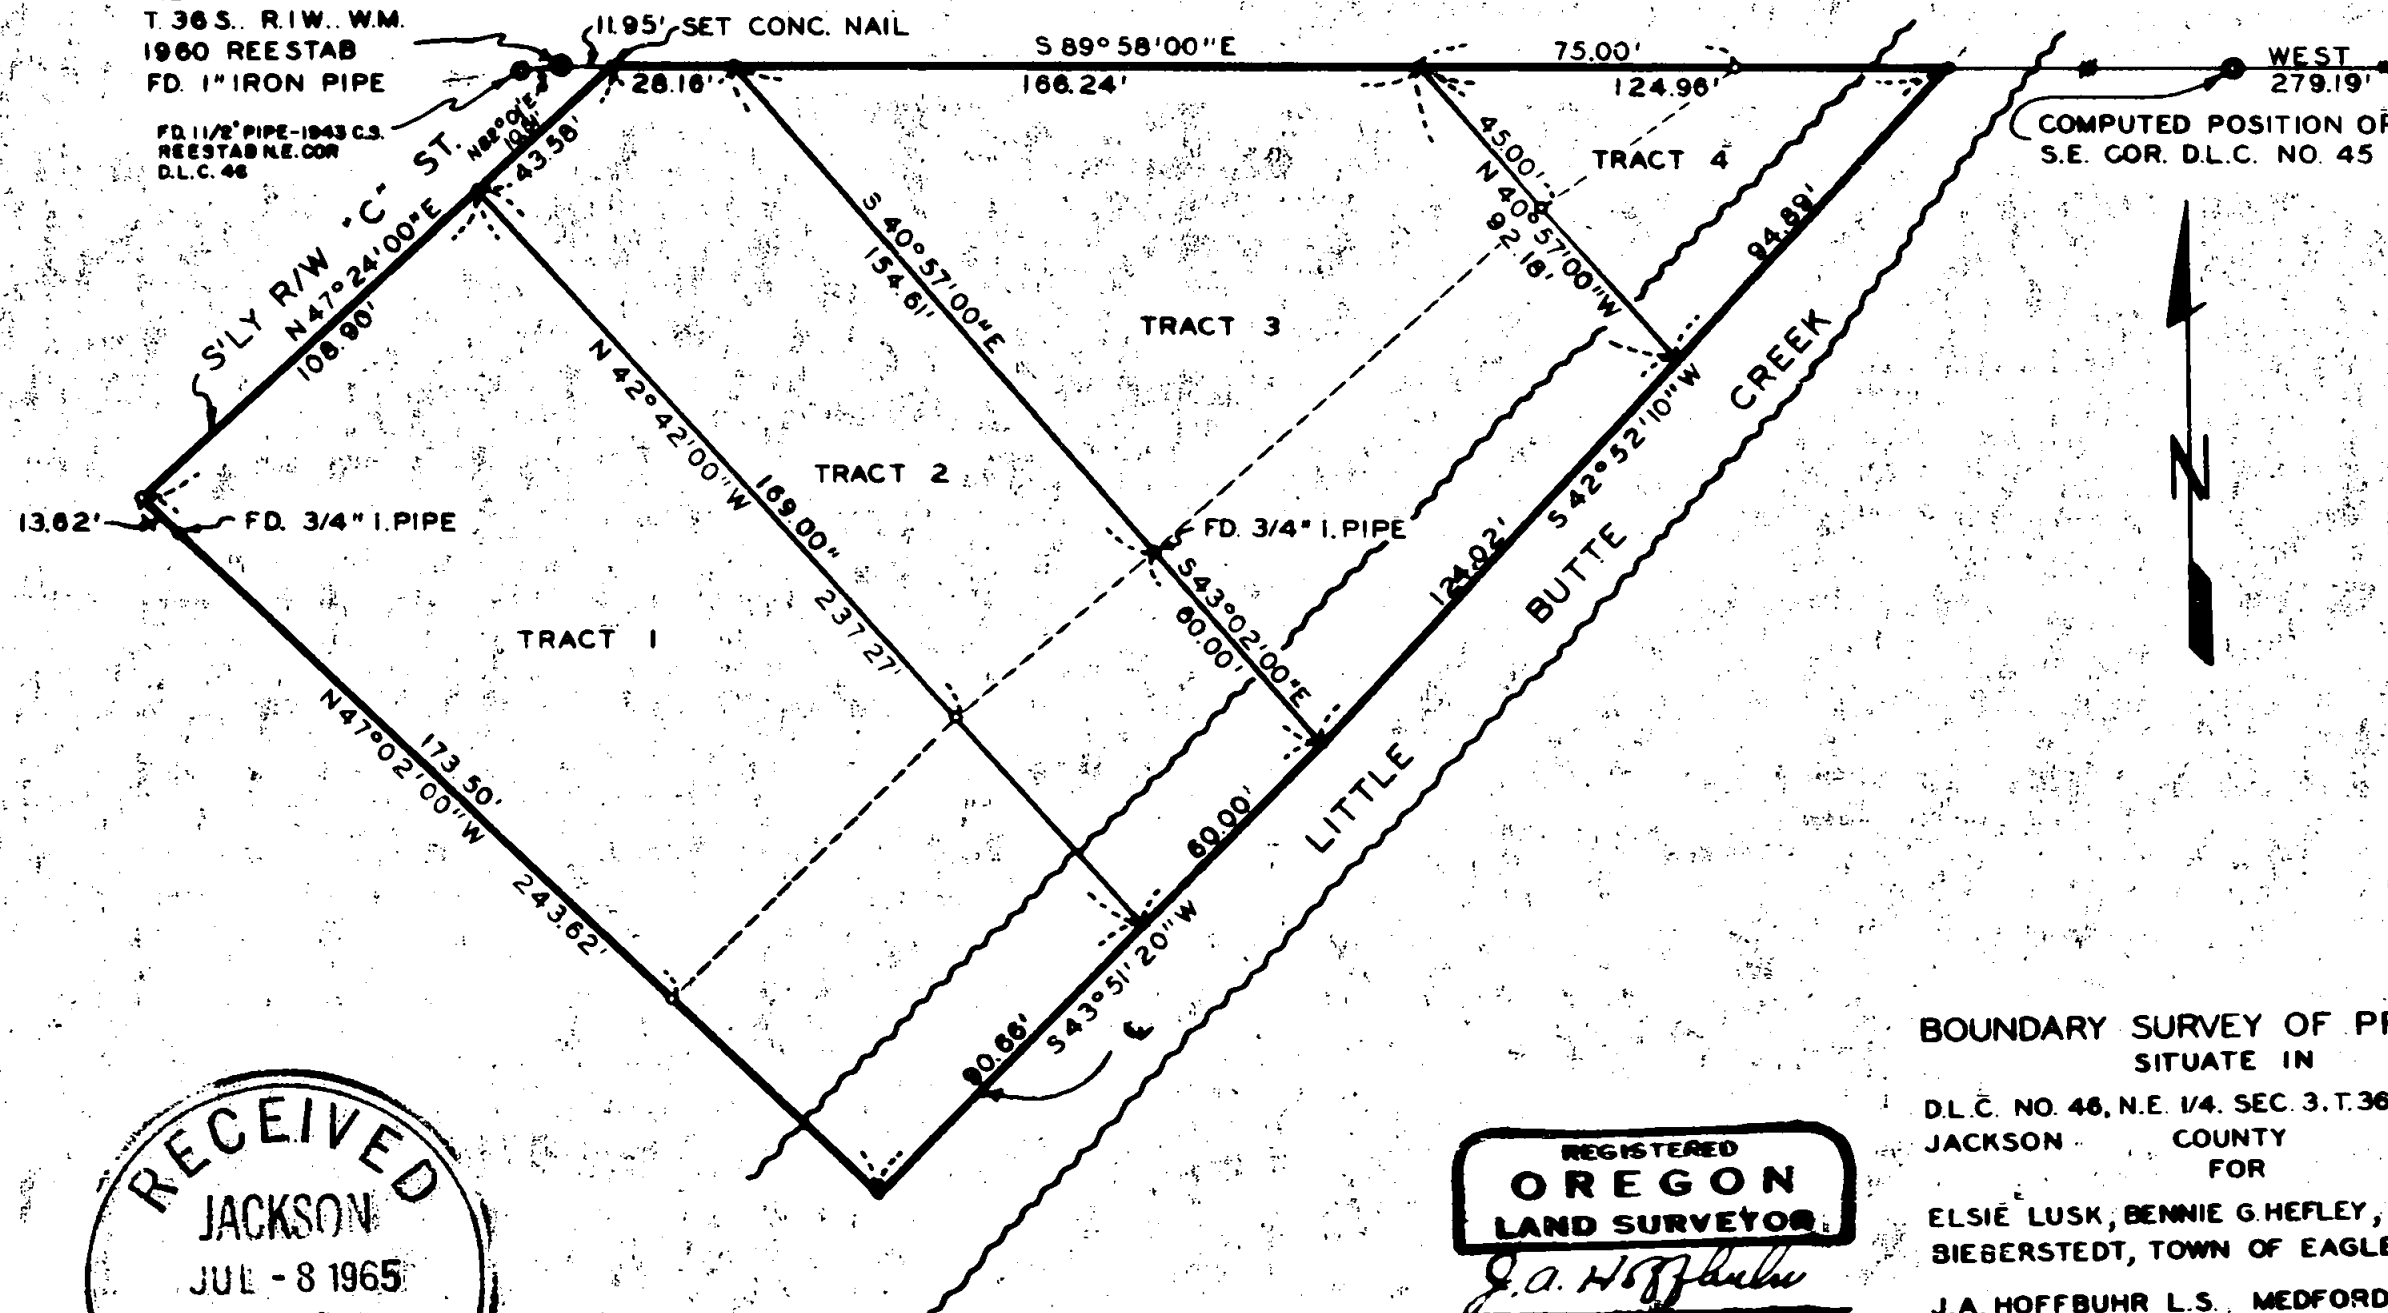 T. 36 S.. R.1W.. W.M.
1960 REESTAB
FD. 1" IRON PIPE
FD. 1 1/2" PIPE-1943 C.S.
REESTAB N.E. COR
D.L.C. 46
11.95'
SET CONC. NAIL
S 89° 58' 00" E
28.16'
166.24'
75.00'
124.96'
WEST
279.19'
COMPUTED POSITION OF
S.E. COR. D.L.C. NO. 45
43.58'
S'LY R/W "C" ST.
N 47° 24' 00" E
108.90'
13.62'
FD. 3/4" I. PIPE
S 40° 57' 00" E
154.61'
45.00'
N 40° 57' 00" W
92.18'
TRACT 4
94.89'
TRACT 3
N 42° 42' 00" W
169.00"
237.27'
TRACT 2
FD. 3/4" I. PIPE
S 43° 02' 00" E
60.00'
124.02'
S 42° 52' 10" W
LITTLE BUTTE CREEK
N
TRACT 1
N 47° 02' 00" W
173.50'
243.62'
60.00'
90.66'
S 43° 51' 20" W
BOUNDARY SURVEY OF PR
SITUATE IN
D.L.C. NO. 46, N.E. 1/4. SEC. 3. T. 36
JACKSON COUNTY
FOR
ELSIE LUSK, BENNIE G. HEFLEY,
BIEBERSTEDT, TOWN OF EAGLE
J. A. HOFFBUHR L.S. MEDFORD
REGISTERED
OREGON
LAND SURVEYOR
J.A. Hoffbuhr
RECEIVED
JACKSON
JUL - 8 1965